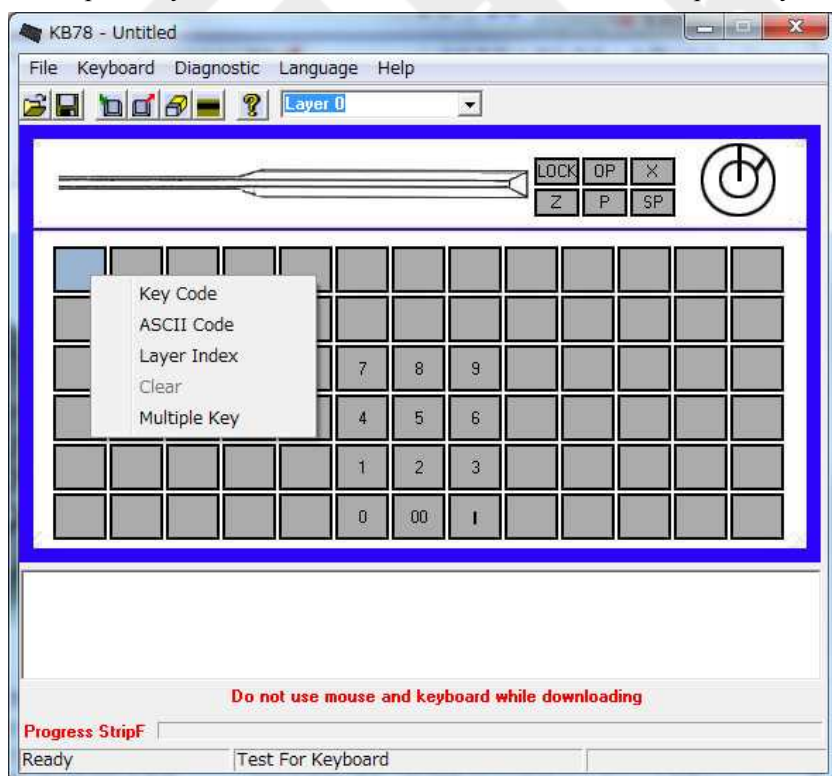 KB78 - Untitled
File Keyboard Diagnostic Language Help
Layer 0
LOCK OP X
Z P SP
Key Code
ASCII Code
Layer Index
Clear
Multiple Key
7 8 9
4 5 6
1 2 3
0 00
Do not use mouse and keyboard while downloading
Progress StripF
Ready Test For Keyboard